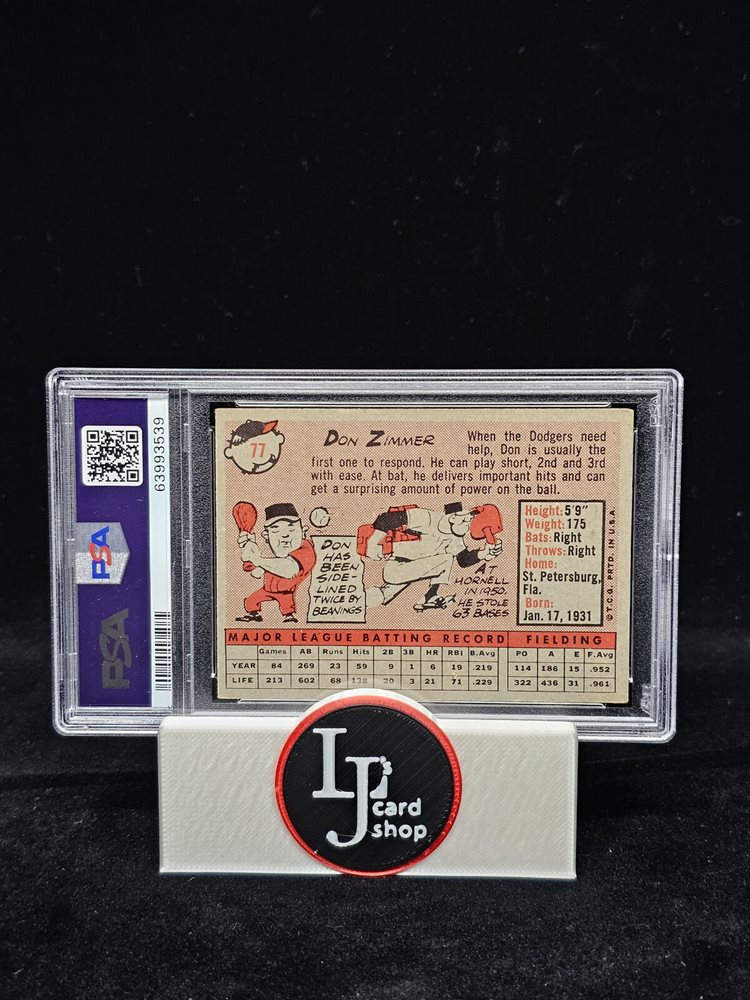 63993539
PSA
PSA
PSA
77
DON ZIMMER
When the Dodgers need
help, Don is usually the
first one to respond. He can play short, 2nd and 3rd
with ease. At bat, he delivers important hits and can
get a surprising amount of power on the ball.
DON
HAS
BEEN
SIDE-
LINED
TWICE BY
BEANINGS
AT
HORNELL
IN 1950,
HE STOLE
63 BASES
Height: 5'9"
Weight: 175
Bats: Right
Throws: Right
Home:
St. Petersburg,
Fla.
Born:
Jan. 17, 1931
© T.C.G. PRTD. IN U.S.A.
MAJOR LEAGUE BATTING RECORD FIELDING
Games AB Runs Hits 2B 3B HR RBI B.Avg PO A E F.Avg
YEAR 84 269 23 59 9 1 6 19 .219 114 186 15 .952
LIFE 213 602 68 138 20 3 21 71 .229 322 436 31 .961
LJ
card
shop